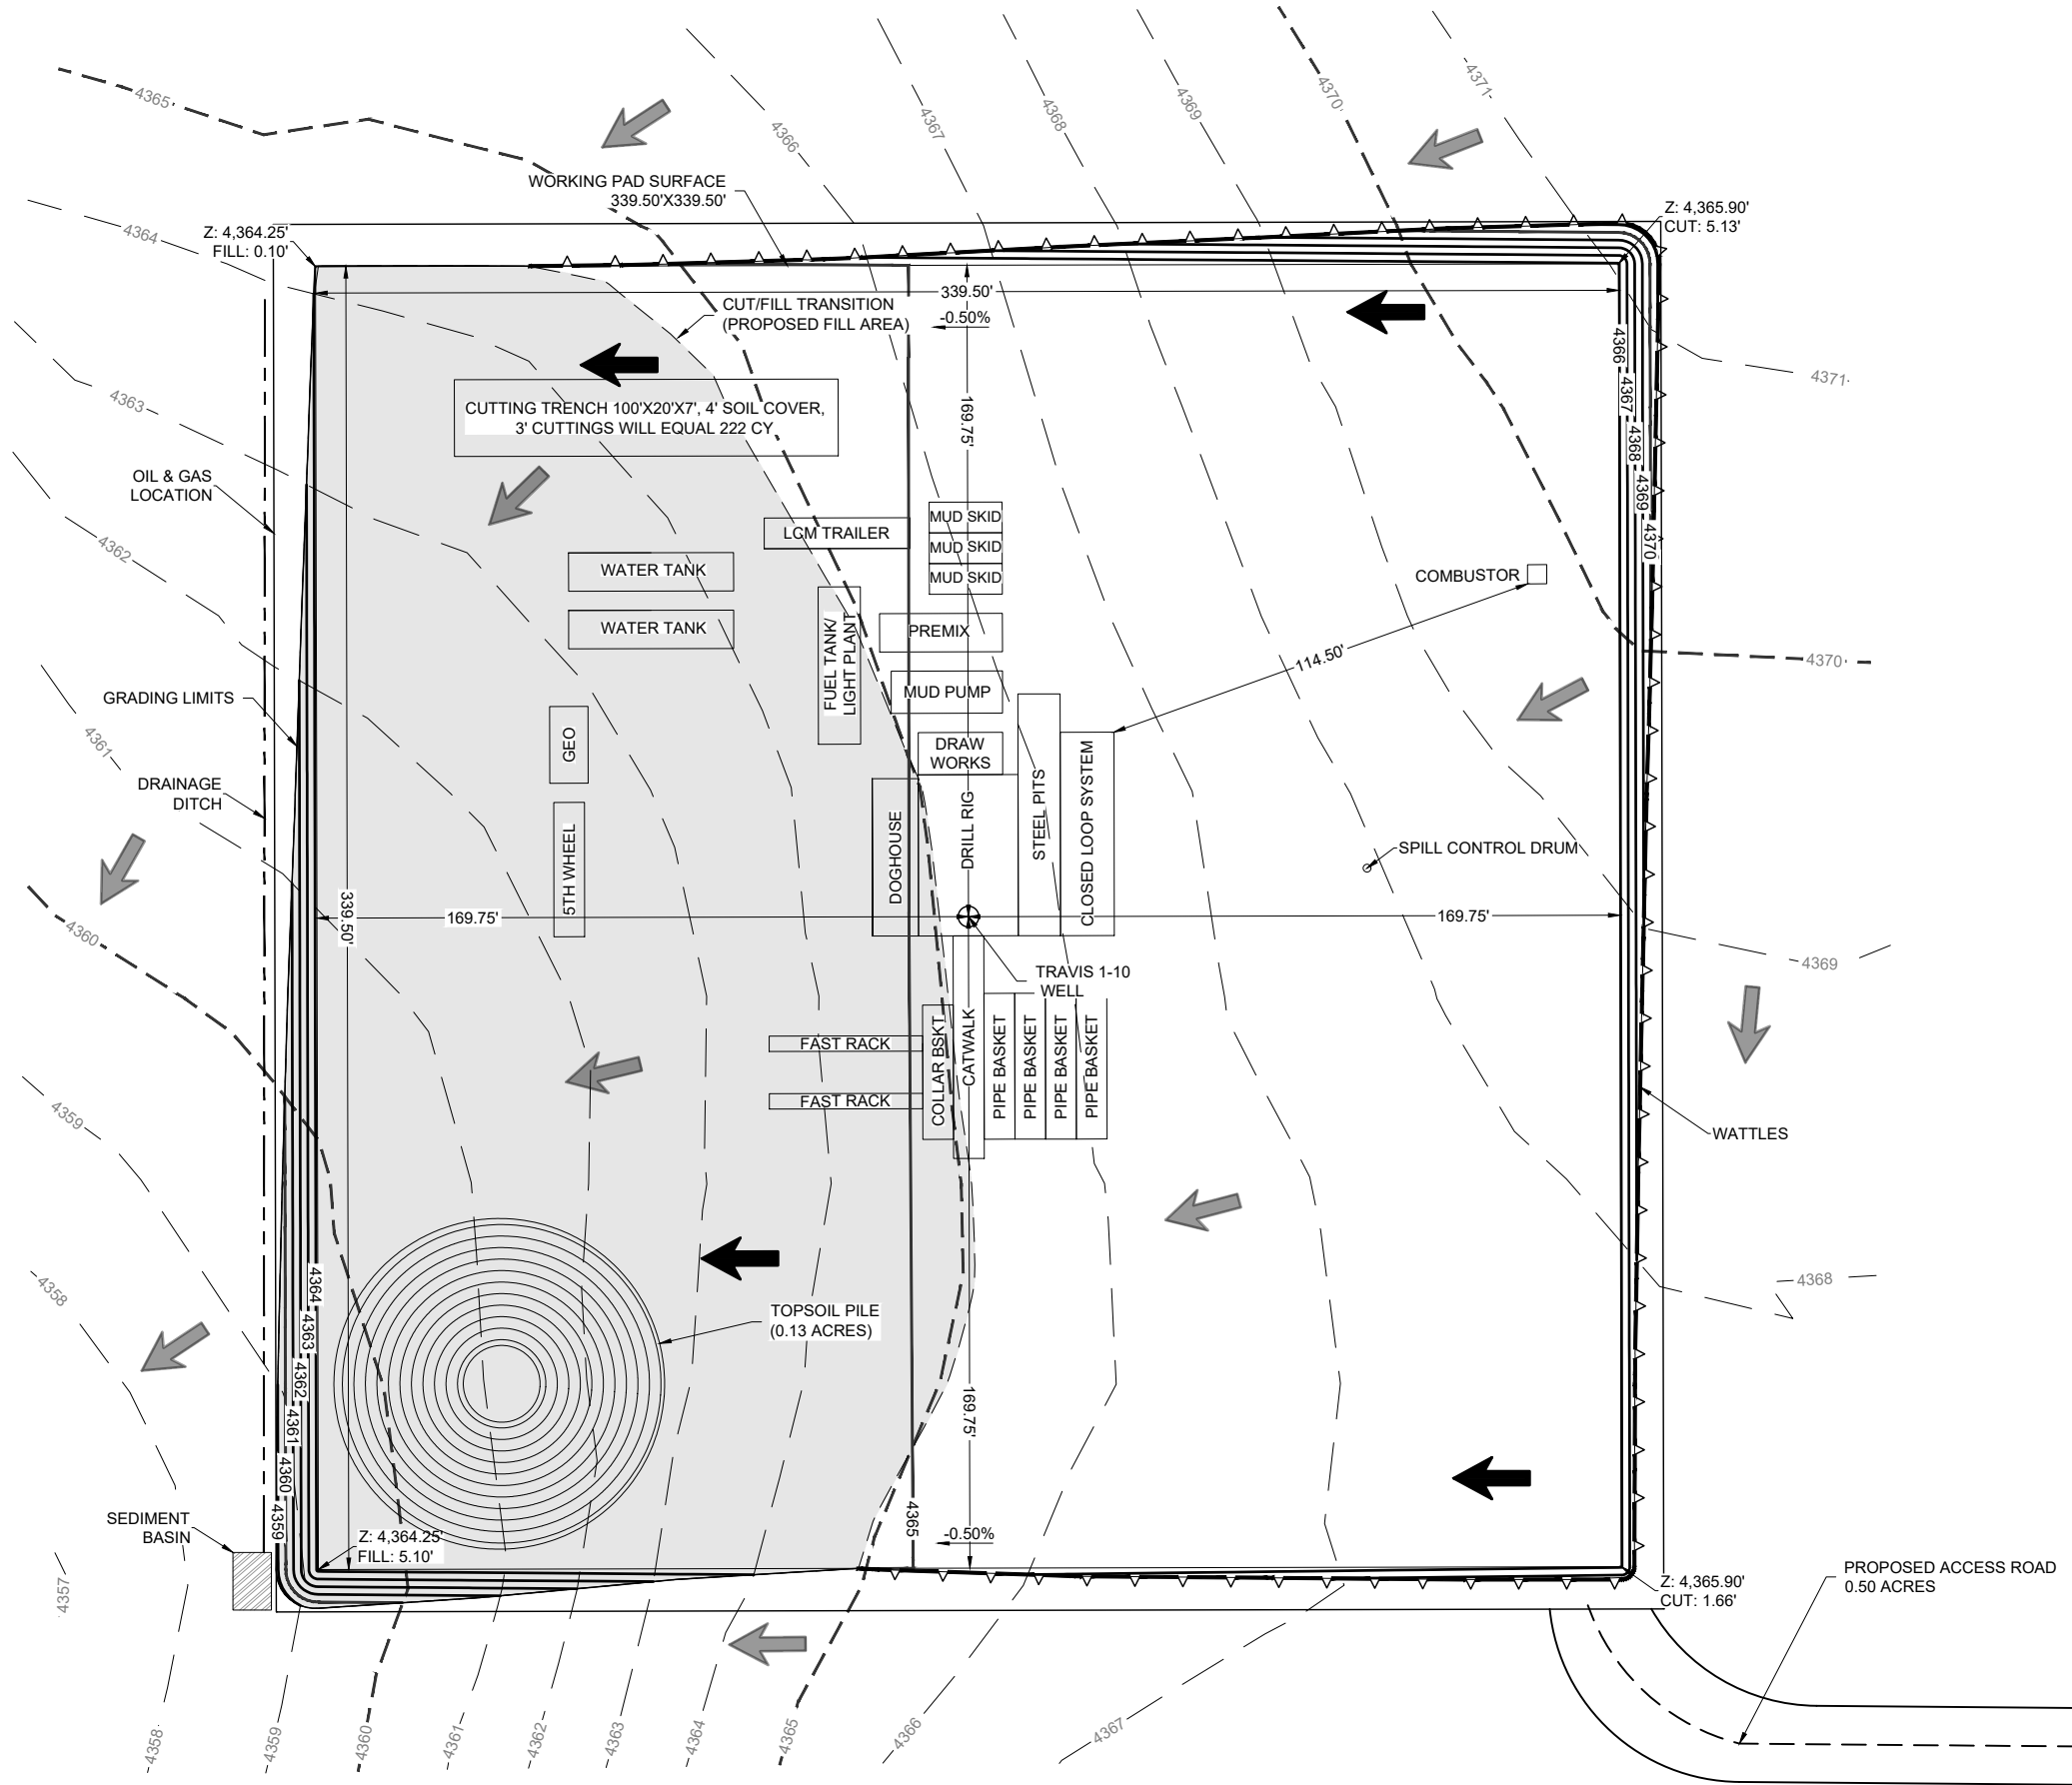 4371
4370
4369
4368
4367
4366
4365
WORKING PAD SURFACE
339.50'X339.50'
Z: 4,365.90'
CUT: 5.13'
4364
Z: 4,364.25'
FILL: 0.10'
339.50'
CUT/FILL TRANSITION
(PROPOSED FILL AREA)
-0.50%
4366
4367
4368
4369
4370
4371
4363
169.75'
CUTTING TRENCH 100'X20'X7', 4' SOIL COVER,
3' CUTTINGS WILL EQUAL 222 CY
OIL & GAS
LOCATION
MUD SKID
MUD SKID
MUD SKID
LCM TRAILER
4362
WATER TANK
WATER TANK
COMBUSTOR
FUEL TANK/
LIGHT PLANT
PREMIX
114.50'
4370
GRADING LIMITS
MUD PUMP
4361
GEO
DRAW
WORKS
DRAINAGE
DITCH
5TH WHEEL
DOGHOUSE
DRILL RIG
STEEL PITS
CLOSED LOOP SYSTEM
SPILL CONTROL DRUM
339.50'
169.75'
169.75'
4360
4369
TRAVIS 1-10
WELL
FAST RACK
FAST RACK
COLLAR BSKT
CATWALK
PIPE BASKET
PIPE BASKET
PIPE BASKET
PIPE BASKET
4359
WATTLES
4358
4368
4364
4363
4362
4361
4360
4359
TOPSOIL PILE
(0.13 ACRES)
169.75'
4365
SEDIMENT
BASIN
Z: 4,364.25'
FILL: 5.10'
-0.50%
4357
Z: 4,365.90'
CUT: 1.66'
PROPOSED ACCESS ROAD
0.50 ACRES
4358
4359
4360
4361
4362
4363
4364
4365
4366
4367